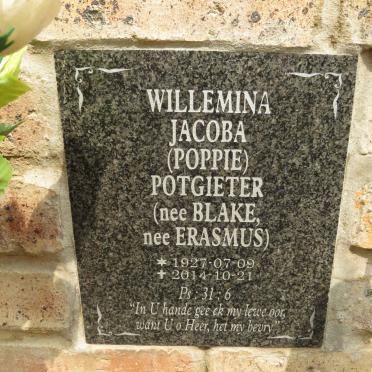 WILLEMINA
JACOBA
(POPPIE)
POTGIETER
(nee BLAKE,
nee ERASMUS)
* 1927-07-09
✝ 2014-10-21
Ps : 31 : 6
"In U hande gee ek my lewe oor,
want U o Heer, het my bevry"